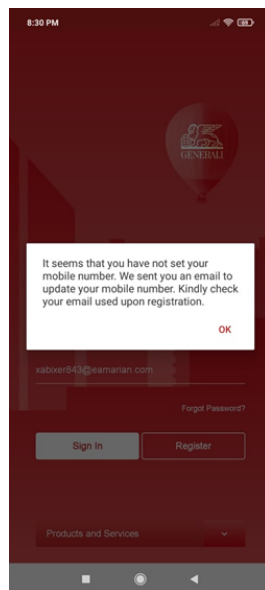 8:30 PM
69
GENERALI
It seems that you have not set your
mobile number. We sent you an email to
update your mobile number. Kindly check
your email used upon registration.
OK
xabixer843@eamarian.com
Forgot Password?
Sign In
Register
Products and Services